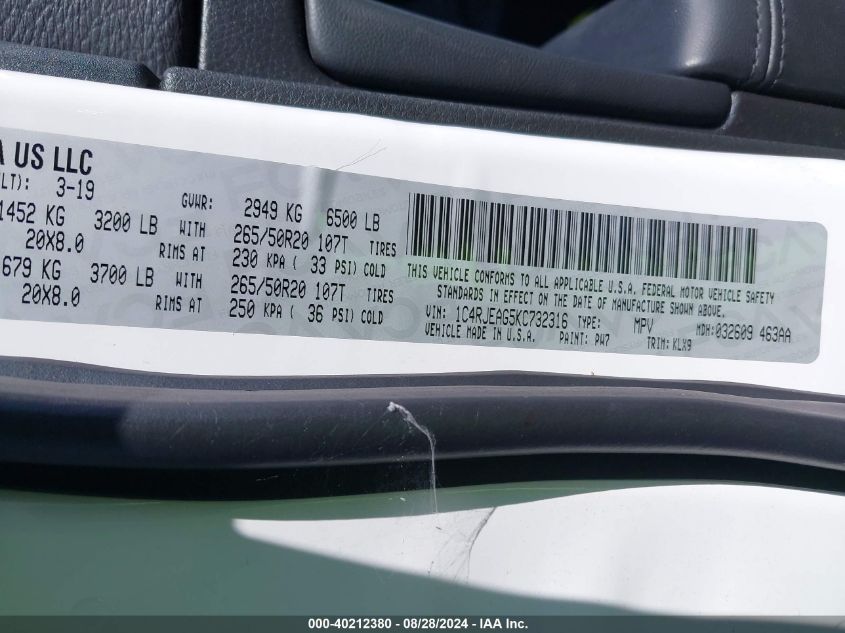 A US LLC
LT): 3-19
GVWR: 2949 KG 6500 LB
1452 KG 3200 LB WITH 265/50R20 107T TIRES
20X8.0 RIMS AT 230 KPA ( 33 PSI) COLD
679 KG 3700 LB WITH 265/50R20 107T TIRES
20X8.0 RIMS AT 250 KPA ( 36 PSI) COLD
THIS VEHICLE CONFORMS TO ALL APPLICABLE U.S.A. FEDERAL MOTOR VEHICLE SAFETY
STANDARDS IN EFFECT ON THE DATE OF MANUFACTURE SHOWN ABOVE.
VIN: 1C4RJEAG5KC732316 TYPE: MPV MDH: 032609 463AA
VEHICLE MADE IN U.S.A. PAINT: PW7 TRIM: KLX9
000-40212380 - 08/28/2024 - IAA Inc.